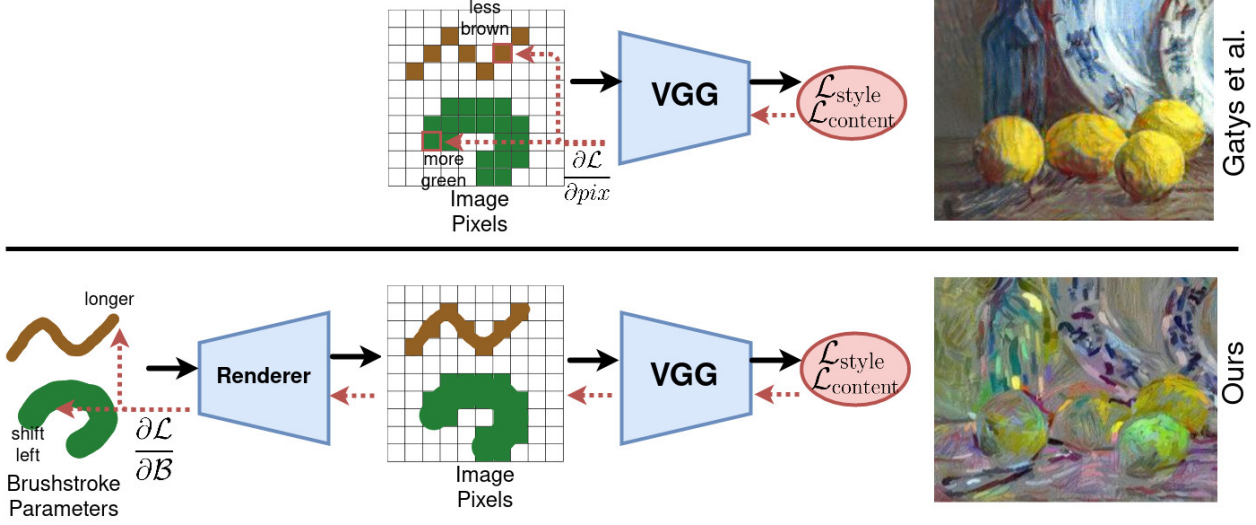 less
brown
more
green
Image
Pixels
∂ℒ
∂pix
VGG
ℒstyle
ℒcontent
Gatys et al.
longer
shift
left
Brushstroke
Parameters
∂ℒ
∂ℬ
Renderer
Image
Pixels
VGG
ℒstyle
ℒcontent
Ours